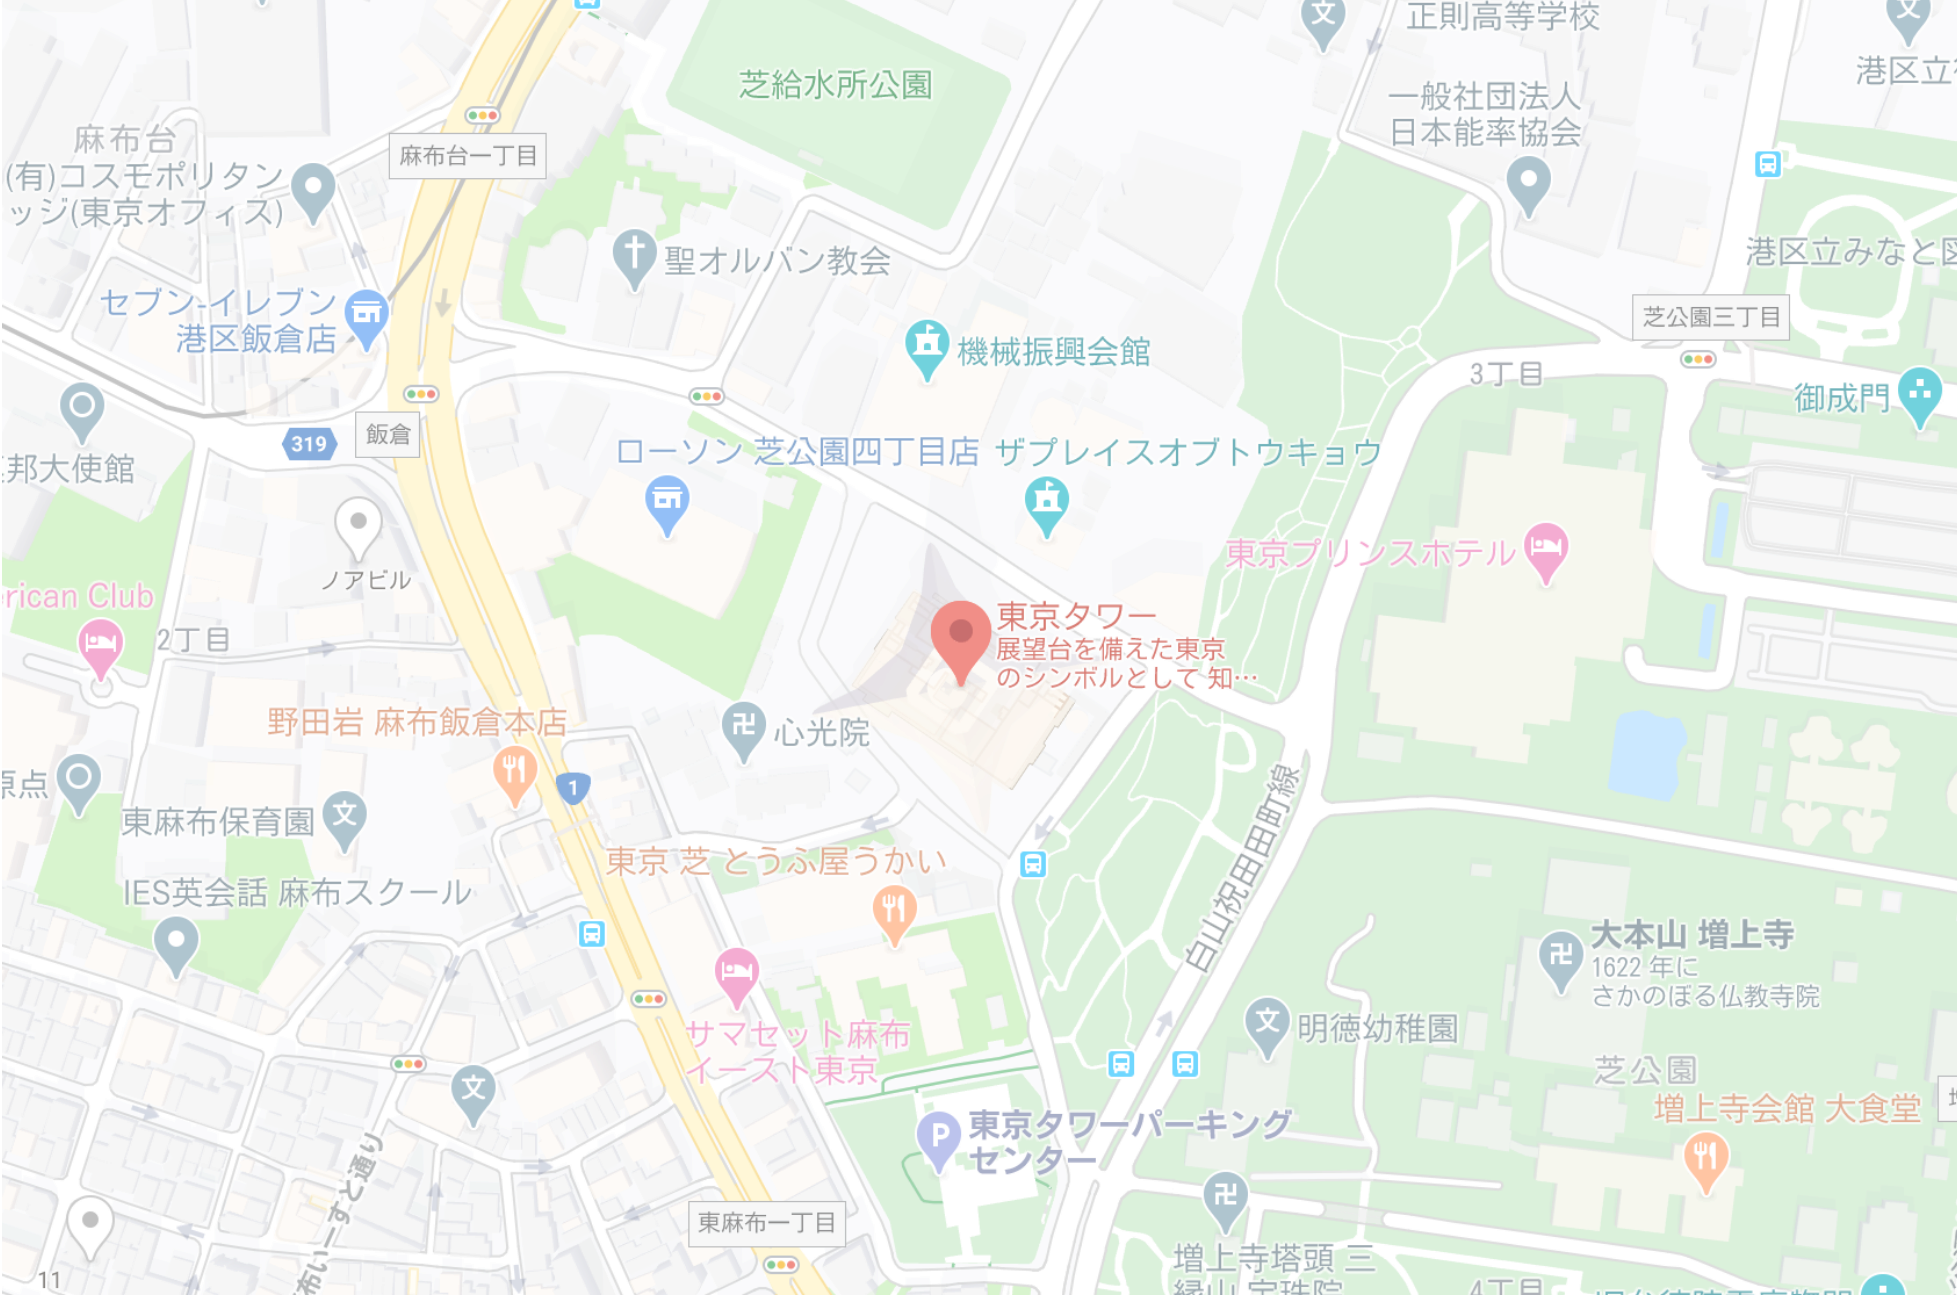 正則高等学校
芝給水所公園
港区立
一般社団法人
日本能率協会
麻布台
麻布台一丁目
(有)コスモポリタン
ッジ(東京オフィス)
聖オルバン教会
港区立みなと図
セブン-イレブン
港区飯倉店
芝公園三丁目
機械振興会館
3丁目
御成門
319
飯倉
邦大使館
ローソン 芝公園四丁目店
ザプレイスオブトウキョウ
東京プリンスホテル
ノアビル
rican Club
2丁目
東京タワー
展望台を備えた東京
のシンボルとして 知…
野田岩 麻布飯倉本店
心光院
原点
1
東麻布保育園
白山祝田田町線
東京 芝 とうふ屋うかい
IES英会話 麻布スクール
大本山 増上寺
1622 年に
さかのぼる仏教寺院
サマセット麻布
イースト東京
明徳幼稚園
芝公園
増上寺会館 大食堂
P
東京タワーパーキング
センター
布いーすと通り
東麻布一丁目
増上寺塔頭 三
縁山 宝珠院
11
4丁目